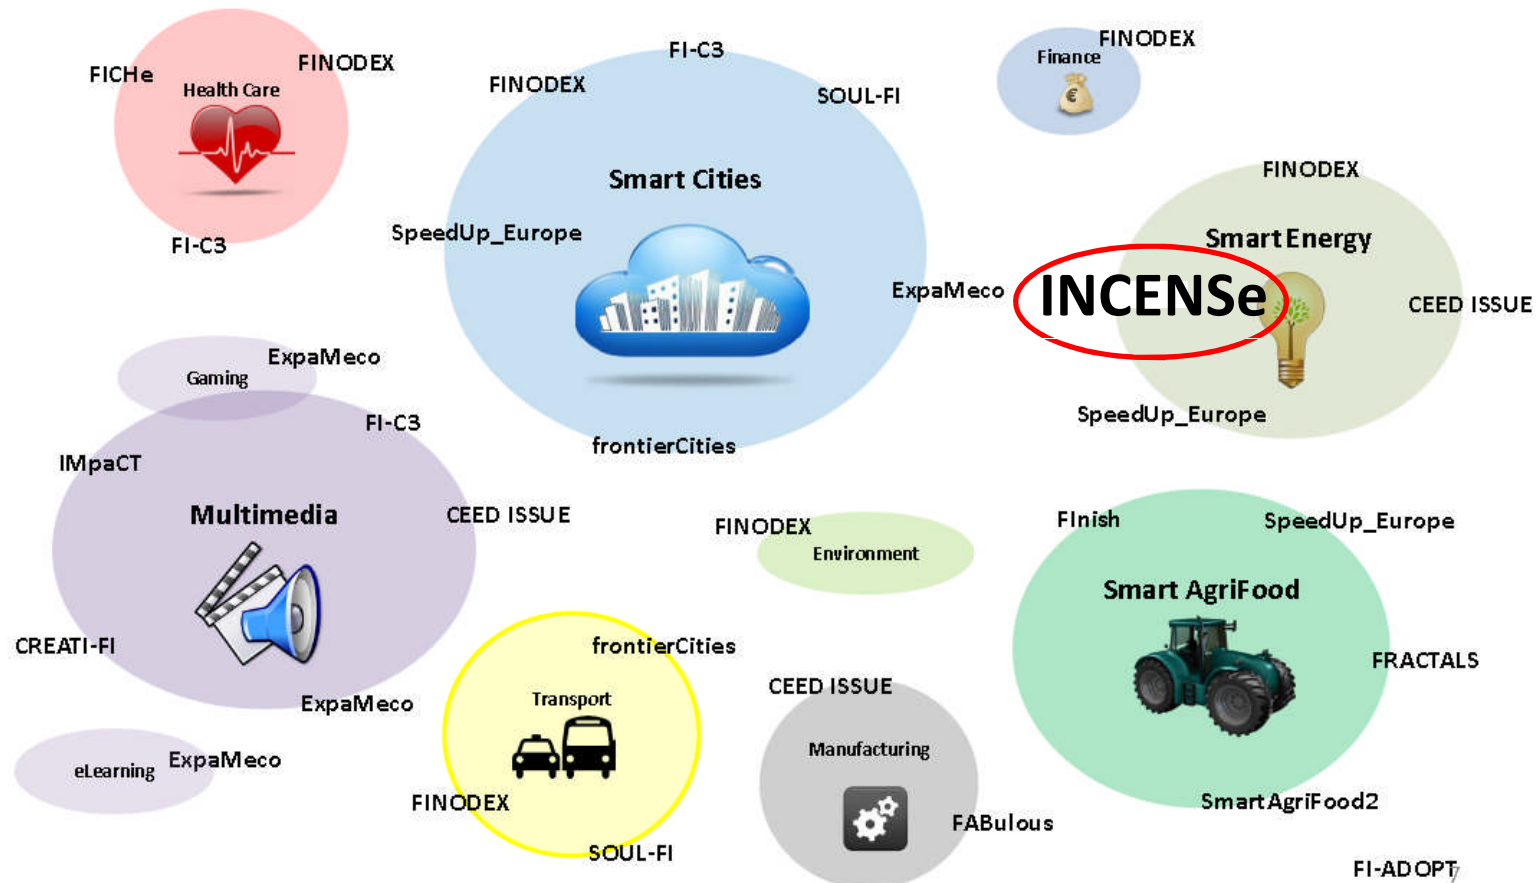 FI-C3
FINODEX
FICHe
FINODEX
Health Care
FI-C3
FINODEX
SOUL-FI
Smart Cities
SpeedUp_Europe
ExpaMeco
frontierCities
FINODEX
Finance
€
FINODEX
Smart Energy
INCENSe
CEED ISSUE
SpeedUp_Europe
ExpaMeco
Gaming
FI-C3
IMpaCT
Multimedia
CEED ISSUE
CREATI-FI
ExpaMeco
eLearning
ExpaMeco
FINODEX
Environment
frontierCities
Transport
FINODEX
SOUL-FI
CEED ISSUE
Manufacturing
FABulous
FInish
SpeedUp_Europe
Smart AgriFood
FRACTALS
SmartAgriFood2
FI-ADOPT
7